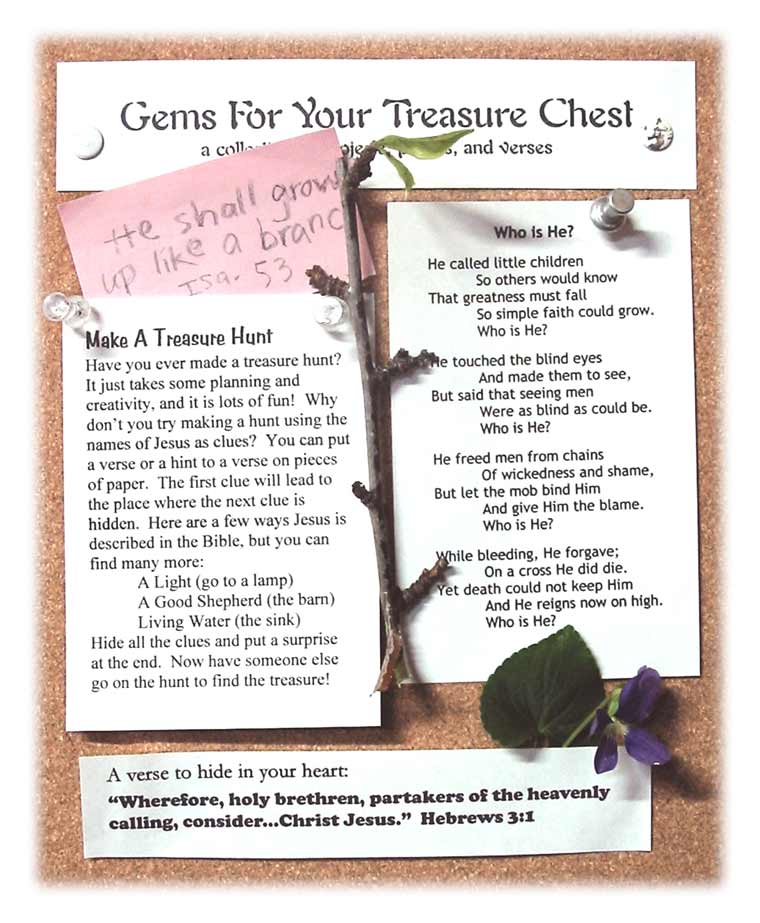 Gems For Your Treasure Chest
a and verses
He shall grow
up like a branc
Isa. 53
Make A Treasure Hunt
Have you ever made a treasure hunt?
It just takes some planning and
creativity, and it is lots of fun! Why
don't you try making a hunt using the
names of Jesus as clues? You can put
a verse or a hint to a verse on pieces
of paper. The first clue will lead to
the place where the next clue is
hidden. Here are a few ways Jesus is
described in the Bible, but you can
find many more:
A Light (go to a lamp)
A Good Shepherd (the barn)
Living Water (the sink)
Hide all the clues and put a surprise
at the end. Now have someone else
go on the hunt to find the treasure!
Who is He?
He called little children
So others would know
That greatness must fall
So simple faith could grow.
Who is He?
He touched the blind eyes
And made them to see,
But said that seeing men
Were as blind as could be.
Who is He?
He freed men from chains
Of wickedness and shame,
But let the mob bind Him
And give Him the blame.
Who is He?
While bleeding, He forgave;
On a cross He did die.
Yet death could not keep Him
And He reigns now on high.
Who is He?
A verse to hide in your heart:
“Wherefore, holy brethren, partakers of the heavenly
calling, consider...Christ Jesus.” Hebrews 3:1